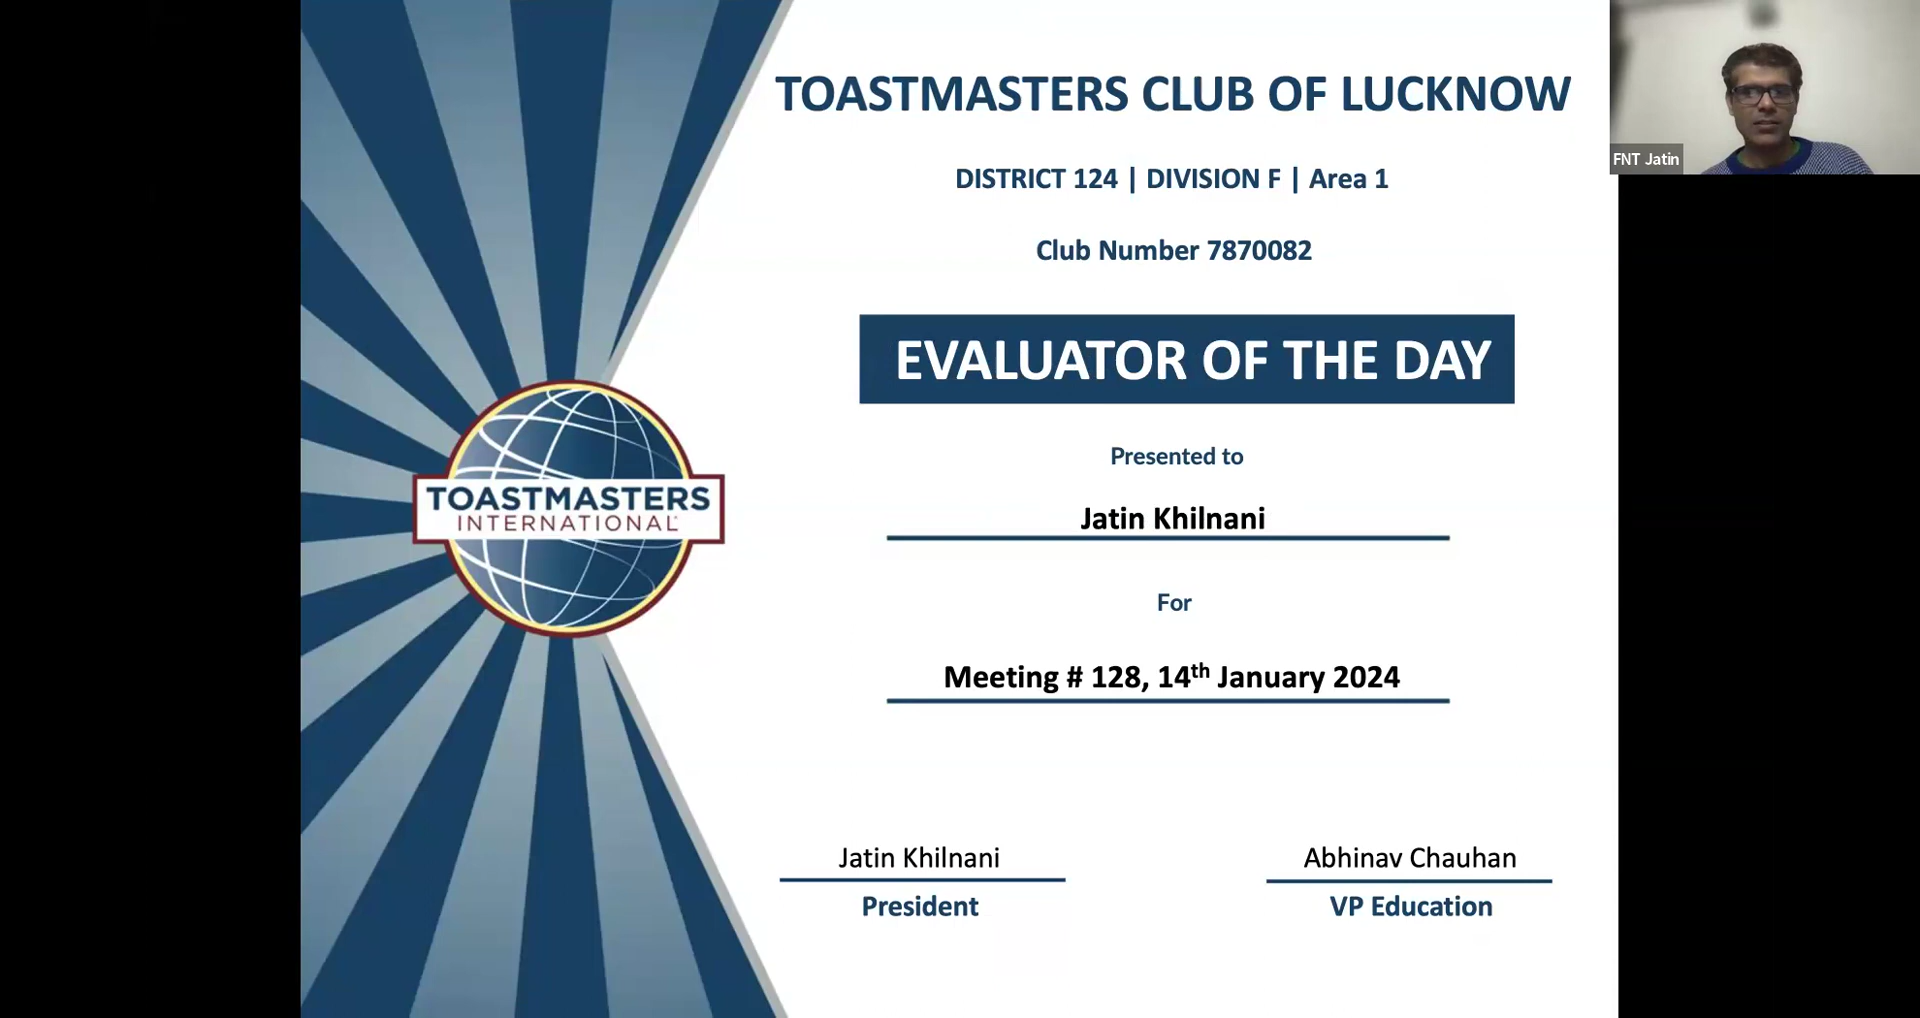 TOASTMASTERS CLUB OF LUCKNOW
DISTRICT 124 | DIVISION F | Area 1
Club Number 7870082
EVALUATOR OF THE DAY
Presented to
Jatin Khilnani
For
Meeting # 128, 14th January 2024
Jatin Khilnani
President
Abhinav Chauhan
VP Education
TOASTMASTERS
INTERNATIONAL
FNT Jatin